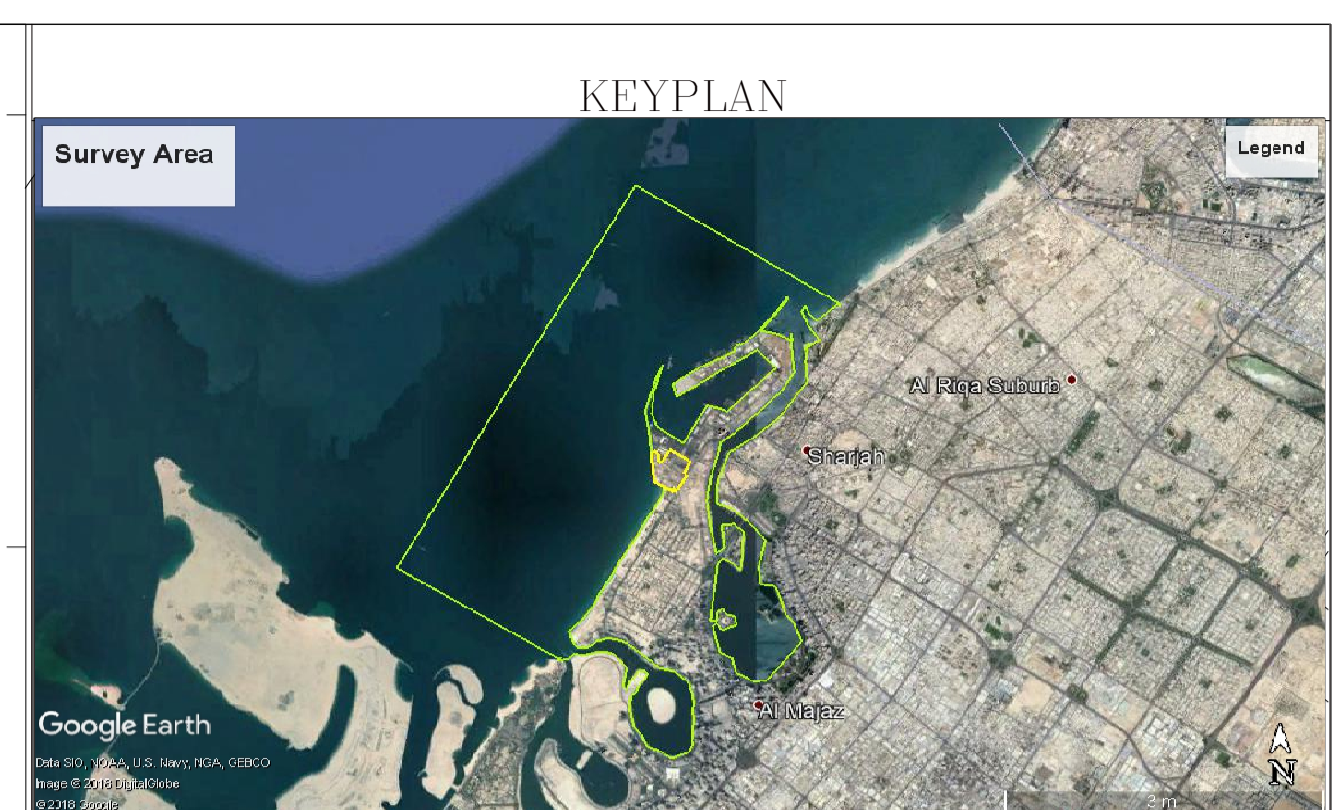 KEYPLAN
Survey Area
Legend
Al Riqa Suburb
Sharjah
Al Majaz
Google Earth
Data SIO, NOAA, U.S. Navy, NGA, GEBCO
Image © 2018 DigitalGlobe
© 2018 Google
N
3 m